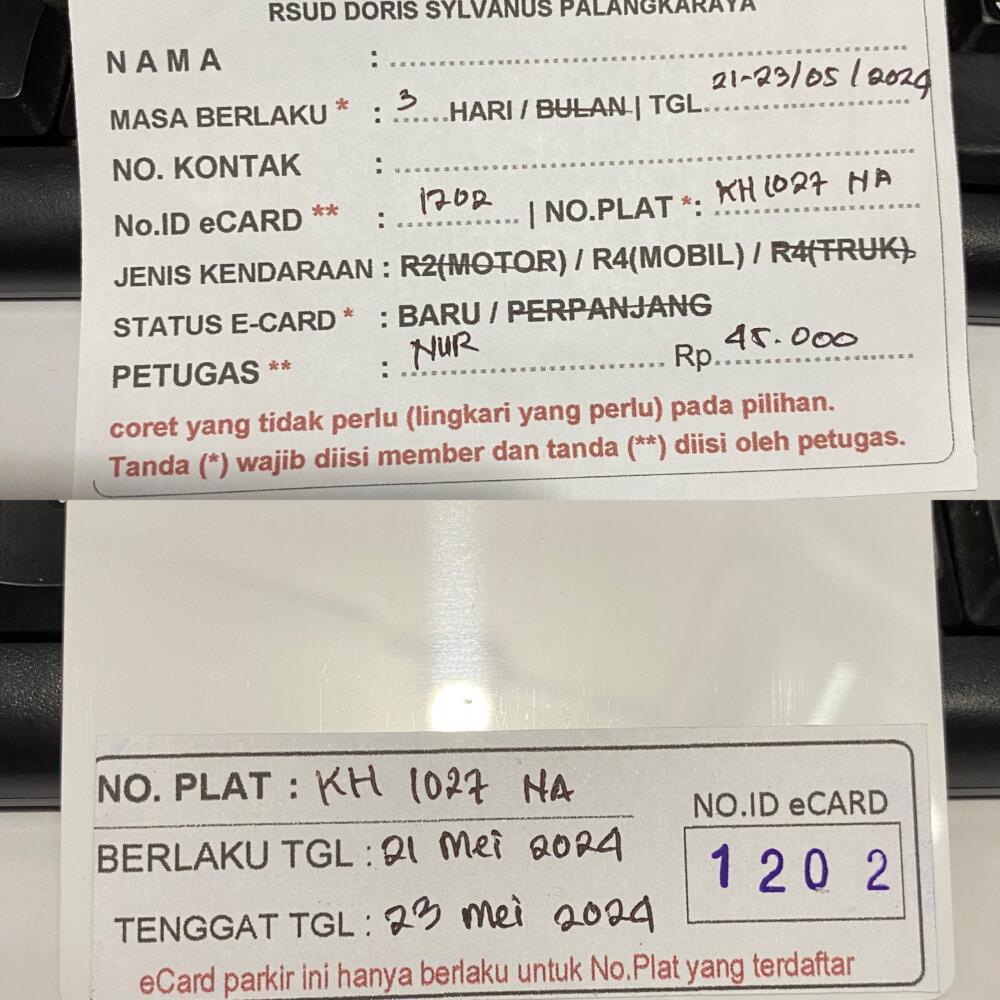 RSUD DORIS SYLVANUS PALANGKARAYA
NAMA :
MASA BERLAKU * : 3 HARI / BULAN | TGL 21-23/05/2024
NO. KONTAK :
No.ID eCARD ** : 1202 | NO.PLAT *: KH 1027 NA
JENIS KENDARAAN : R2(MOTOR) / R4(MOBIL) / R4(TRUK)
STATUS E-CARD * : BARU / PERPANJANG
PETUGAS ** : NUR Rp. 45.000
coret yang tidak perlu (lingkari yang perlu) pada pilihan.
Tanda (*) wajib diisi member dan tanda (**) diisi oleh petugas.
NO. PLAT : KH 1027 NA
NO.ID eCARD
BERLAKU TGL : 21 Mei 2024
1202
TENGGAT TGL : 23 Mei 2024
eCard parkir ini hanya berlaku untuk No.Plat yang terdaftar